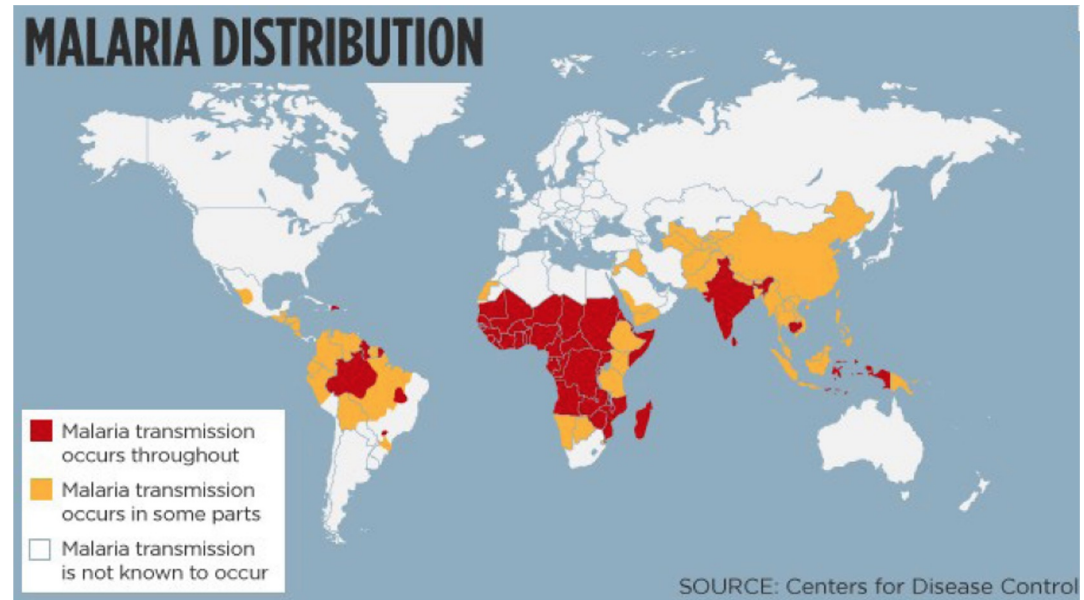 MALARIA DISTRIBUTION
Malaria transmission
occurs throughout
Malaria transmission
occurs in some parts
Malaria transmission
is not known to occur
SOURCE: Centers for Disease Control